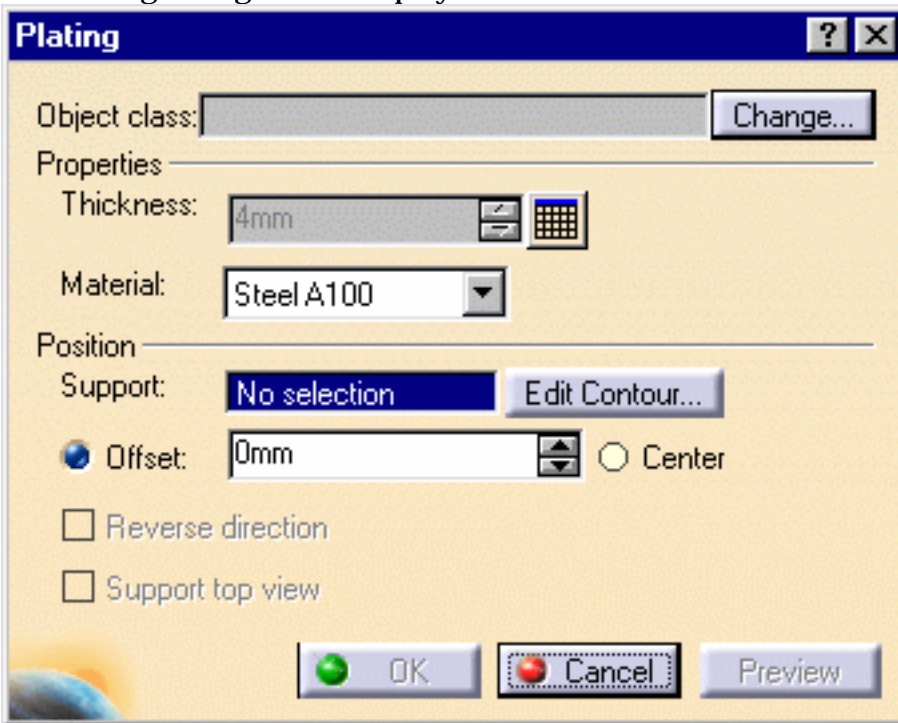 Plating
Object class: Change...
Properties
Thickness: 4mm
Material: Steel A100
Position
Support: No selection Edit Contour...
Offset: 0mm Center
Reverse direction
Support top view
OK Cancel Preview